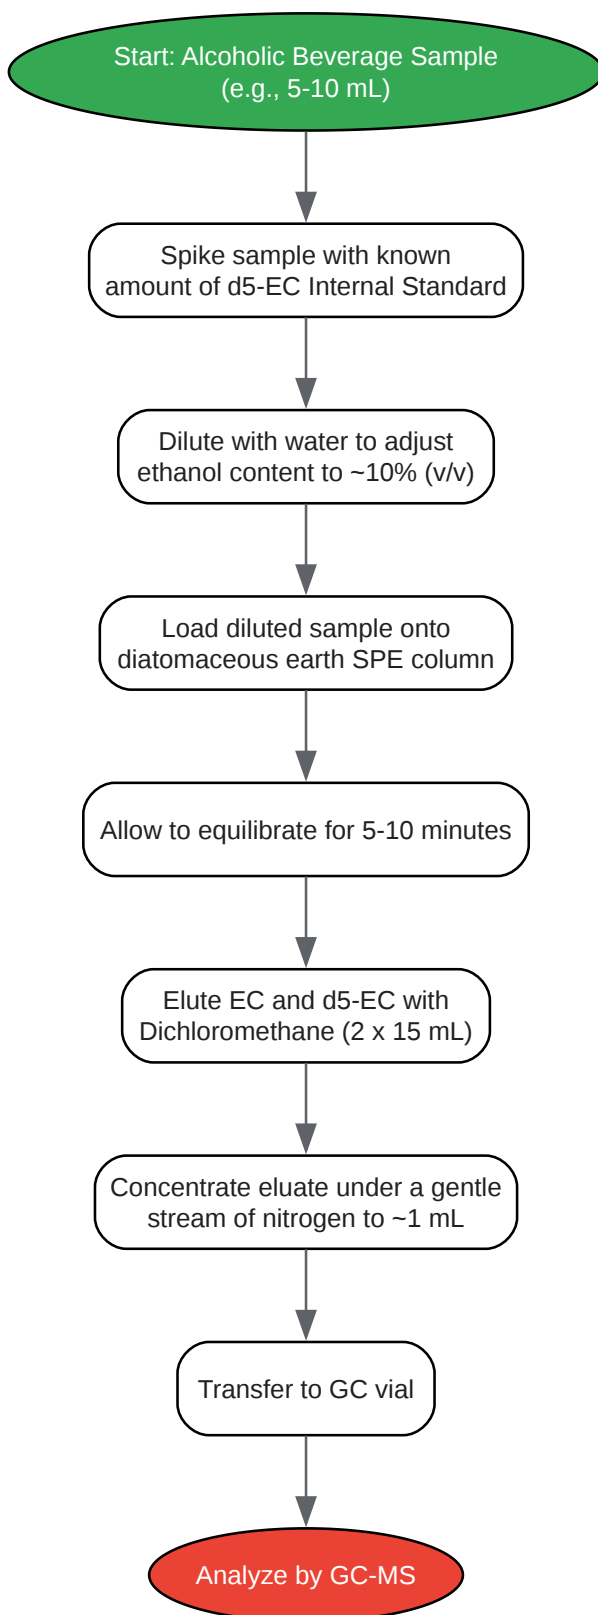 Start: Alcoholic Beverage Sample
(e.g., 5-10 mL)
Spike sample with known
amount of d5-EC Internal Standard
Dilute with water to adjust
ethanol content to ~10% (v/v)
Load diluted sample onto
diatomaceous earth SPE column
Allow to equilibrate for 5-10 minutes
Elute EC and d5-EC with
Dichloromethane (2 x 15 mL)
Concentrate eluate under a gentle
stream of nitrogen to ~1 mL
Transfer to GC vial
Analyze by GC-MS